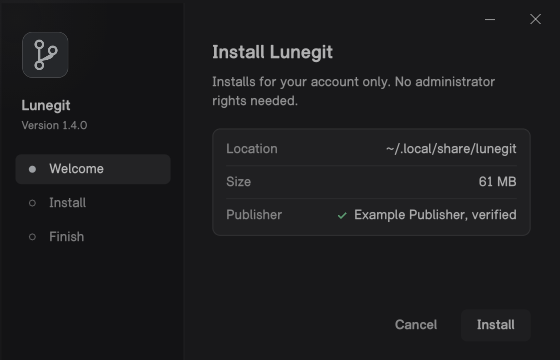 Lunegit
Version 1.4.0
Welcome
Install
Finish
Install Lunegit
Installs for your account only. No administrator
rights needed.
Location ~/.local/share/lunegit
Size 61 MB
Publisher Example Publisher, verified
Cancel Install